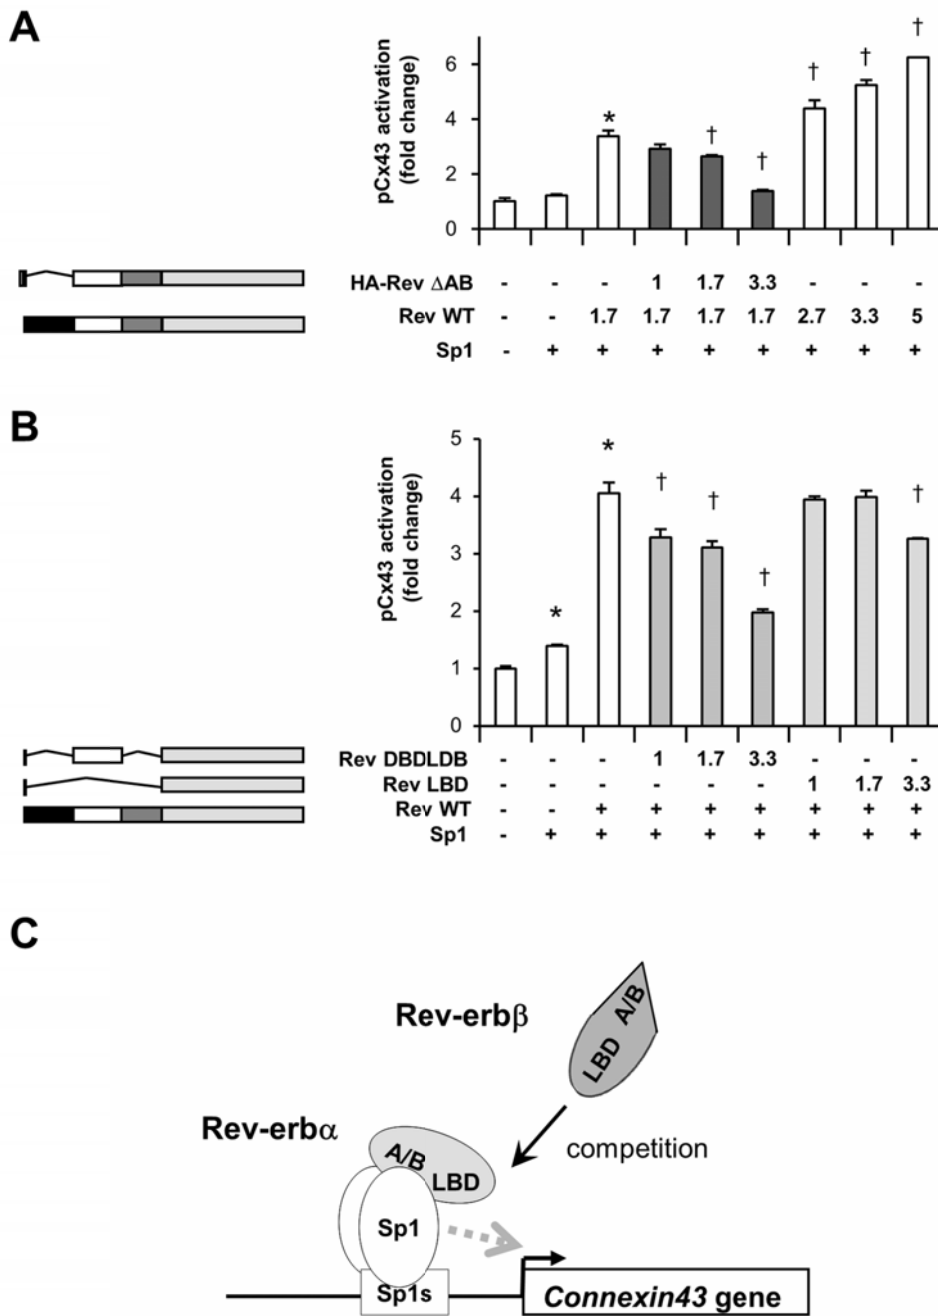 A
pCx43 activation
(fold change)
6
4
2
0
*
†
†
†
†
†
HA-Rev ΔAB - - - 1 1.7 3.3 - - -
Rev WT - - 1.7 1.7 1.7 1.7 2.7 3.3 5
Sp1 - + + + + + + + +
B
pCx43 activation
(fold change)
5
4
3
2
1
0
*
*
†
†
†
†
Rev DBDLDB - - - 1 1.7 3.3 - - -
Rev LBD - - - - - - 1 1.7 3.3
Rev WT - - + + + + + + +
Sp1 - + + + + + + + +
C
Rev-erbβ
A/B
LBD
Rev-erbα
A/B
LBD
competition
Sp1
Sp1s
Connexin43 gene